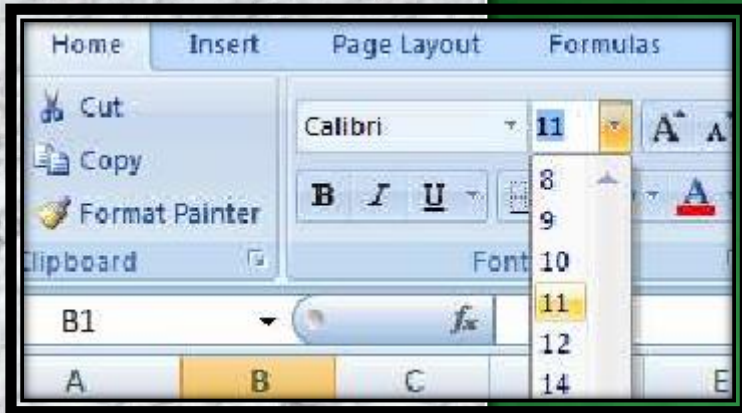 Home Insert Page Layout Formulas
Cut
Copy
Format Painter
Clipboard
Calibri 11 A A
B I U A
Font
8
9
10
11
12
14
B1 fx
A B C E